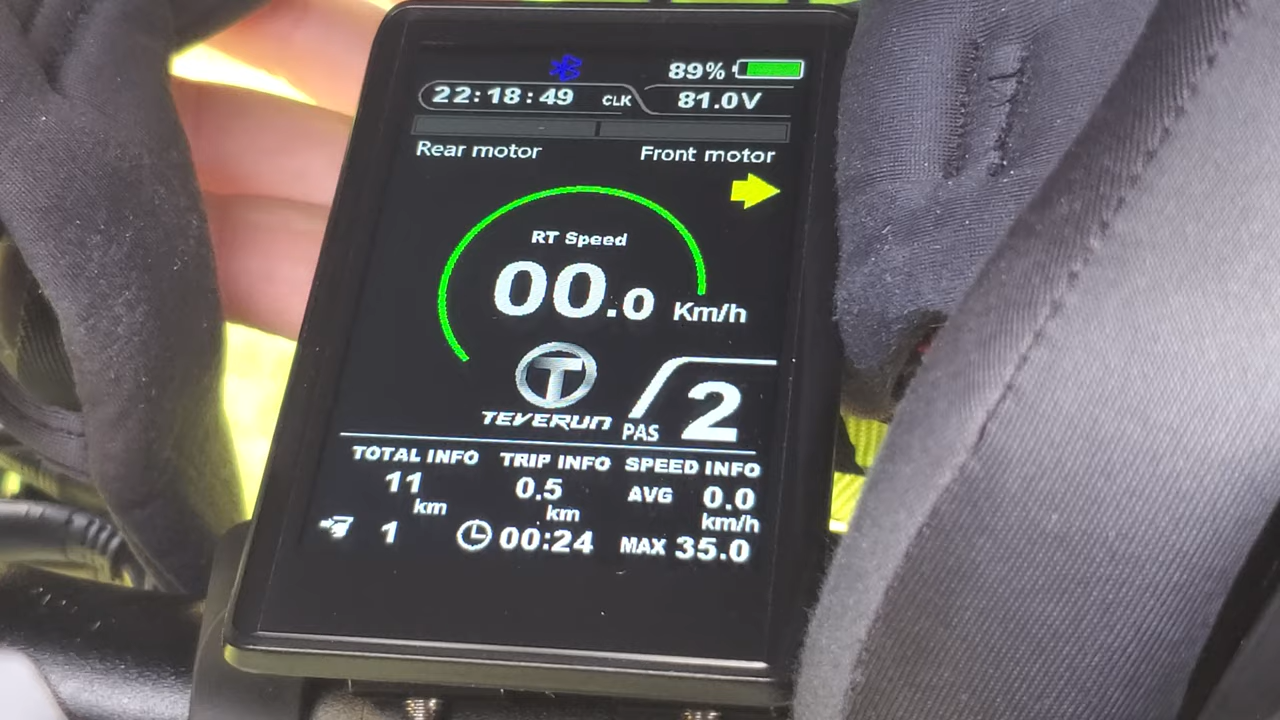 89%
22:18:49 CLK 81.0V
Rear motor Front motor
RT Speed
00.0 Km/h
T
TEVERUN PAS 2
TOTAL INFO TRIP INFO SPEED INFO
11 km 0.5 km AVG 0.0 km/h
1 00:24 MAX 35.0